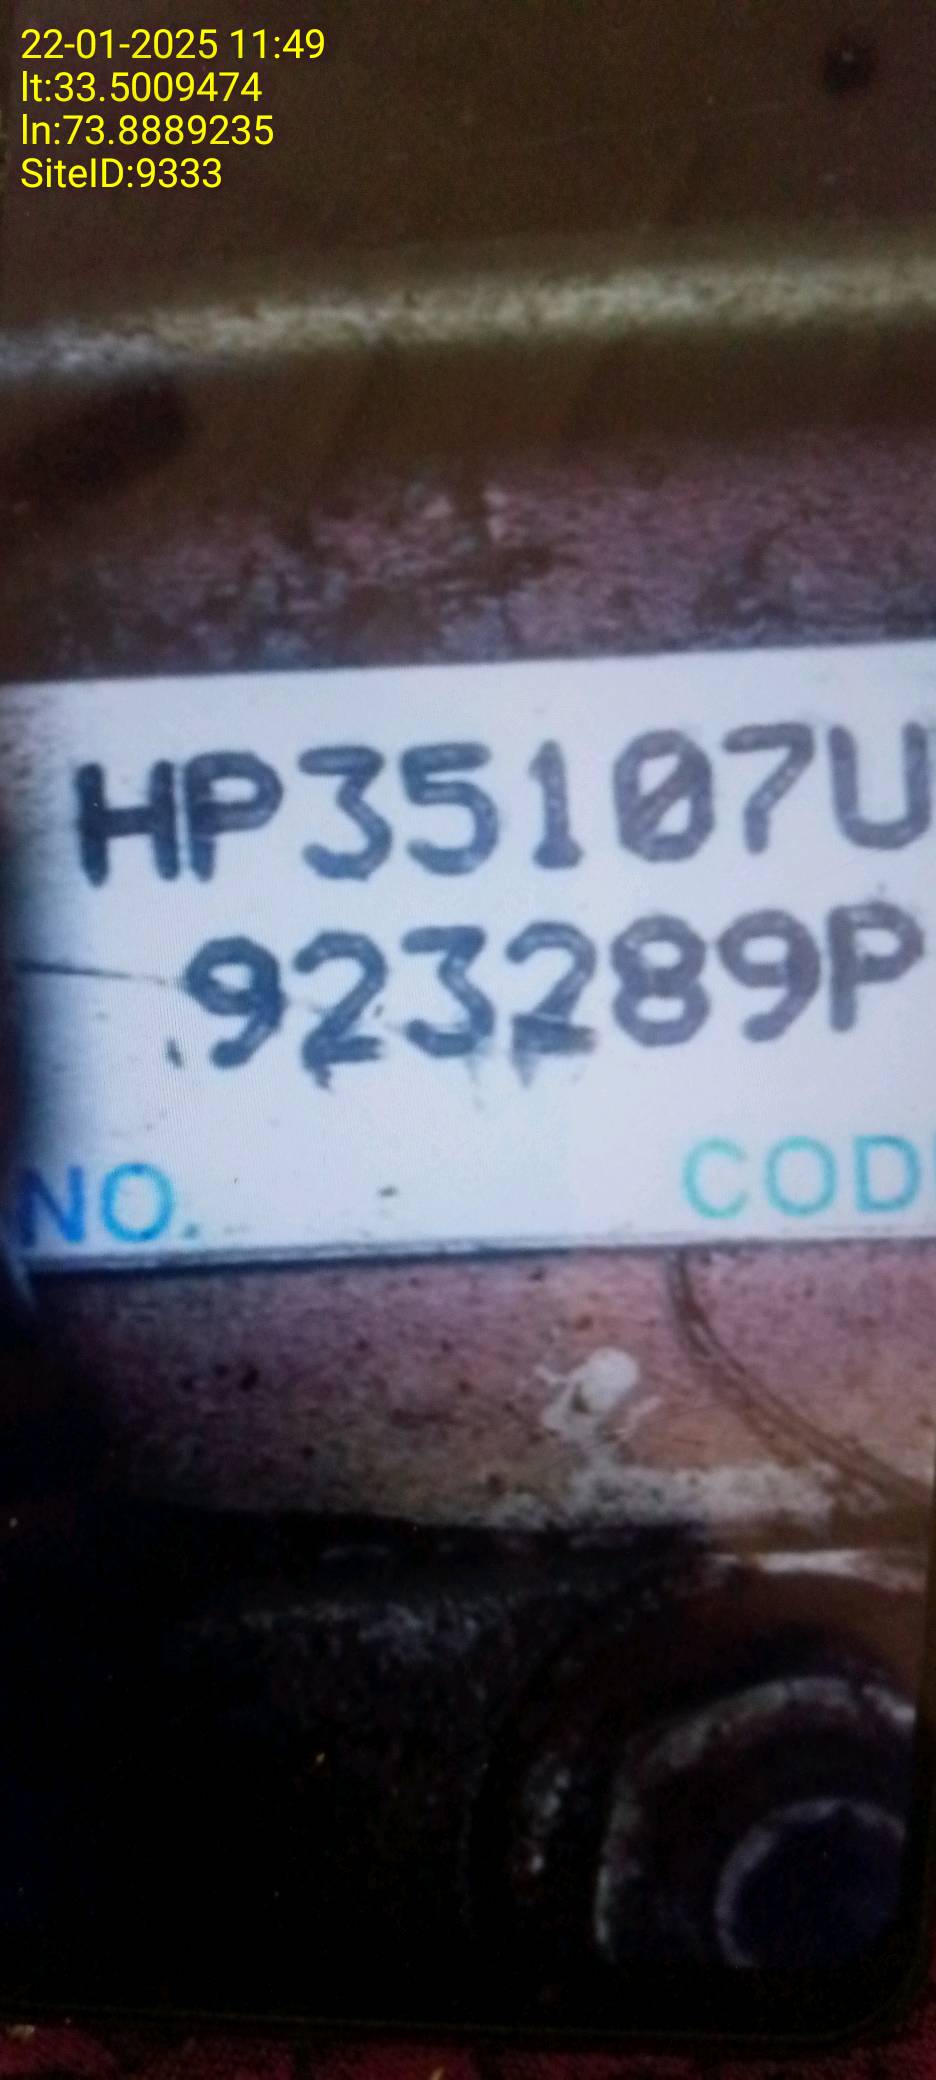 22-01-2025 11:49
lt:33.5009474
ln:73.8889235
SiteID:9333
HP35107U
923289P
NO.
COD